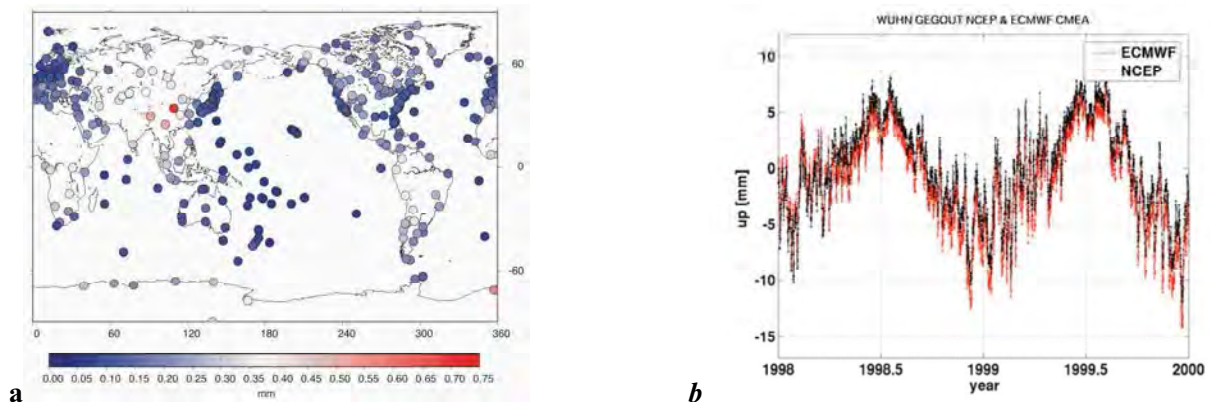 60
0
-60
0 60 120 180 240 300 360
0.00 0.05 0.10 0.15 0.20 0.25 0.30 0.35 0.40 0.45 0.50 0.55 0.60 0.65 0.70 0.75
mm
a
WUHN GEGOUT NCEP & ECMWF CMEA
ECMWF
NCEP
up [mm]
10
5
0
-5
-10
-15
1998 1998.5 1999 1999.5 2000
year
b